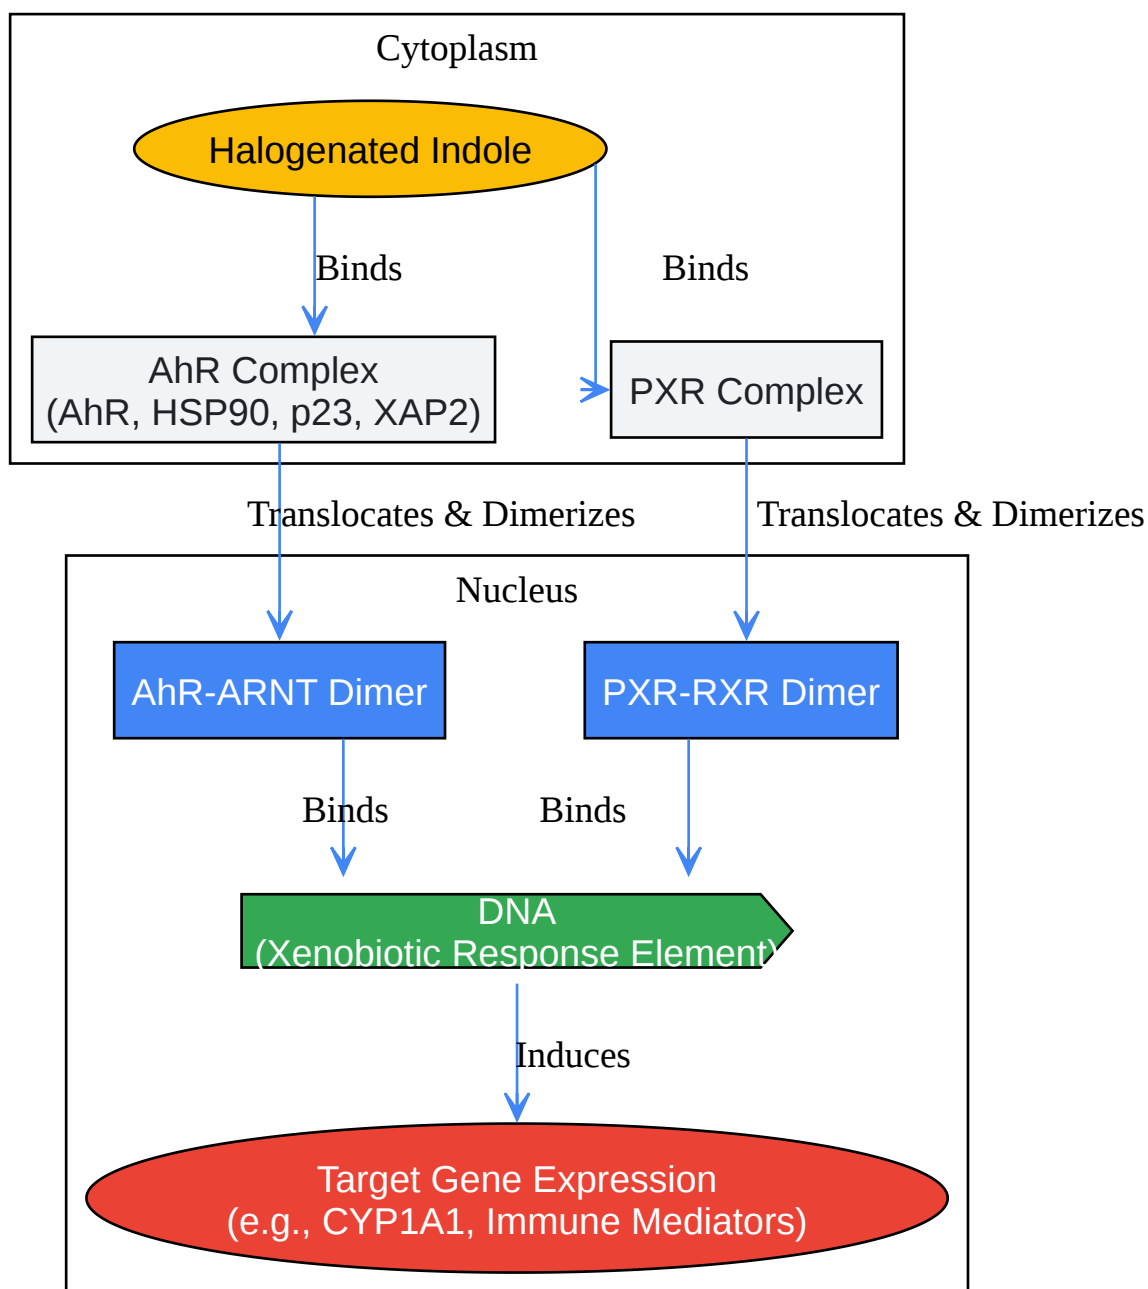 Cytoplasm
Halogenated Indole
Binds
Binds
AhR Complex
(AhR, HSP90, p23, XAP2)
PXR Complex
Translocates & Dimerizes
Translocates & Dimerizes
Nucleus
AhR-ARNT Dimer
PXR-RXR Dimer
Binds
Binds
DNA
(Xenobiotic Response Element)
Induces
Target Gene Expression
(e.g., CYP1A1, Immune Mediators)